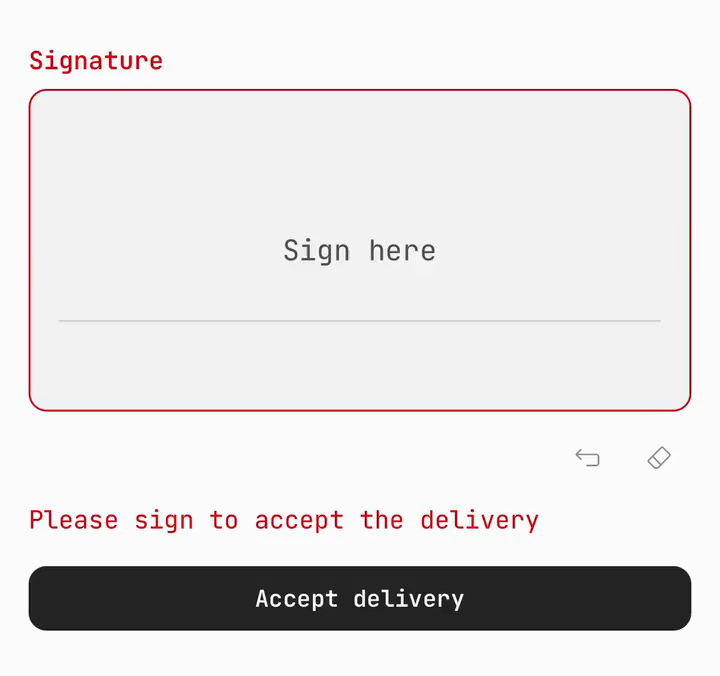 Signature
Sign here
Please sign to accept the delivery
Accept delivery